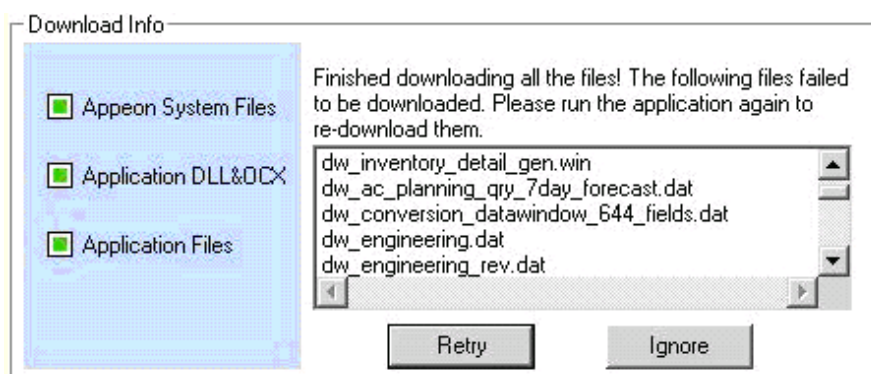 Download Info
Appeon System Files
Application DLL&OCX
Application Files
Finished downloading all the files! The following files failed
to be downloaded. Please run the application again to
re-download them.
dw_inventory_detail_gen.win
dw_ac_planning_qry_7day_forecast.dat
dw_conversion_datawindow_644_fields.dat
dw_engineering.dat
dw_engineering_rev.dat
Retry
Ignore